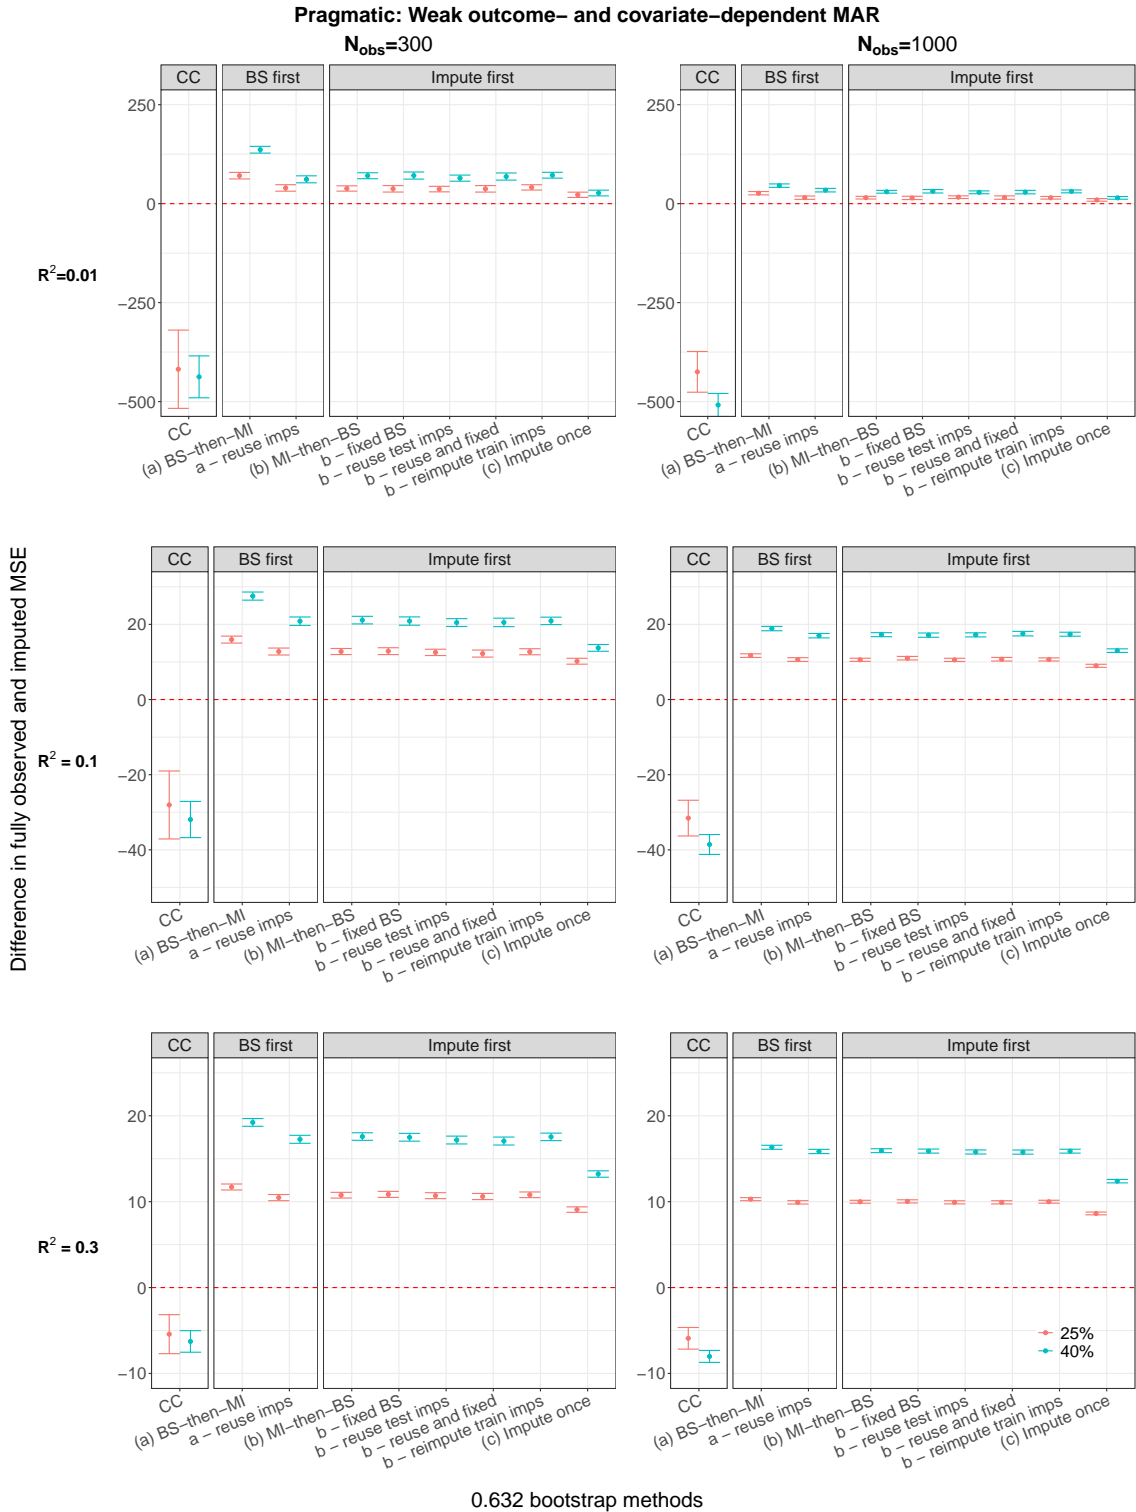 Pragmatic: Weak outcome− and covariate−dependent MAR
N_obs=300
N_obs=1000
CC BS first Impute first
CC BS first Impute first
250
0
−250
−500
250
0
−250
−500
R²=0.01
CC
(a) BS−then−MI
a − reuse imps
(b) MI−then−BS
b − fixed BS
b − reuse test imps
b − reuse and fixed
b − reimpute train imps
(c) Impute once
CC
(a) BS−then−MI
a − reuse imps
(b) MI−then−BS
b − fixed BS
b − reuse test imps
b − reuse and fixed
b − reimpute train imps
(c) Impute once
Difference in fully observed and imputed MSE
CC BS first Impute first
CC BS first Impute first
20
0
−20
−40
20
0
−20
−40
R² = 0.1
CC
(a) BS−then−MI
a − reuse imps
(b) MI−then−BS
b − fixed BS
b − reuse test imps
b − reuse and fixed
b − reimpute train imps
(c) Impute once
CC
(a) BS−then−MI
a − reuse imps
(b) MI−then−BS
b − fixed BS
b − reuse test imps
b − reuse and fixed
b − reimpute train imps
(c) Impute once
CC BS first Impute first
CC BS first Impute first
20
10
0
−10
20
10
0
−10
R² = 0.3
25%
40%
CC
(a) BS−then−MI
a − reuse imps
(b) MI−then−BS
b − fixed BS
b − reuse test imps
b − reuse and fixed
b − reimpute train imps
(c) Impute once
CC
(a) BS−then−MI
a − reuse imps
(b) MI−then−BS
b − fixed BS
b − reuse test imps
b − reuse and fixed
b − reimpute train imps
(c) Impute once
0.632 bootstrap methods